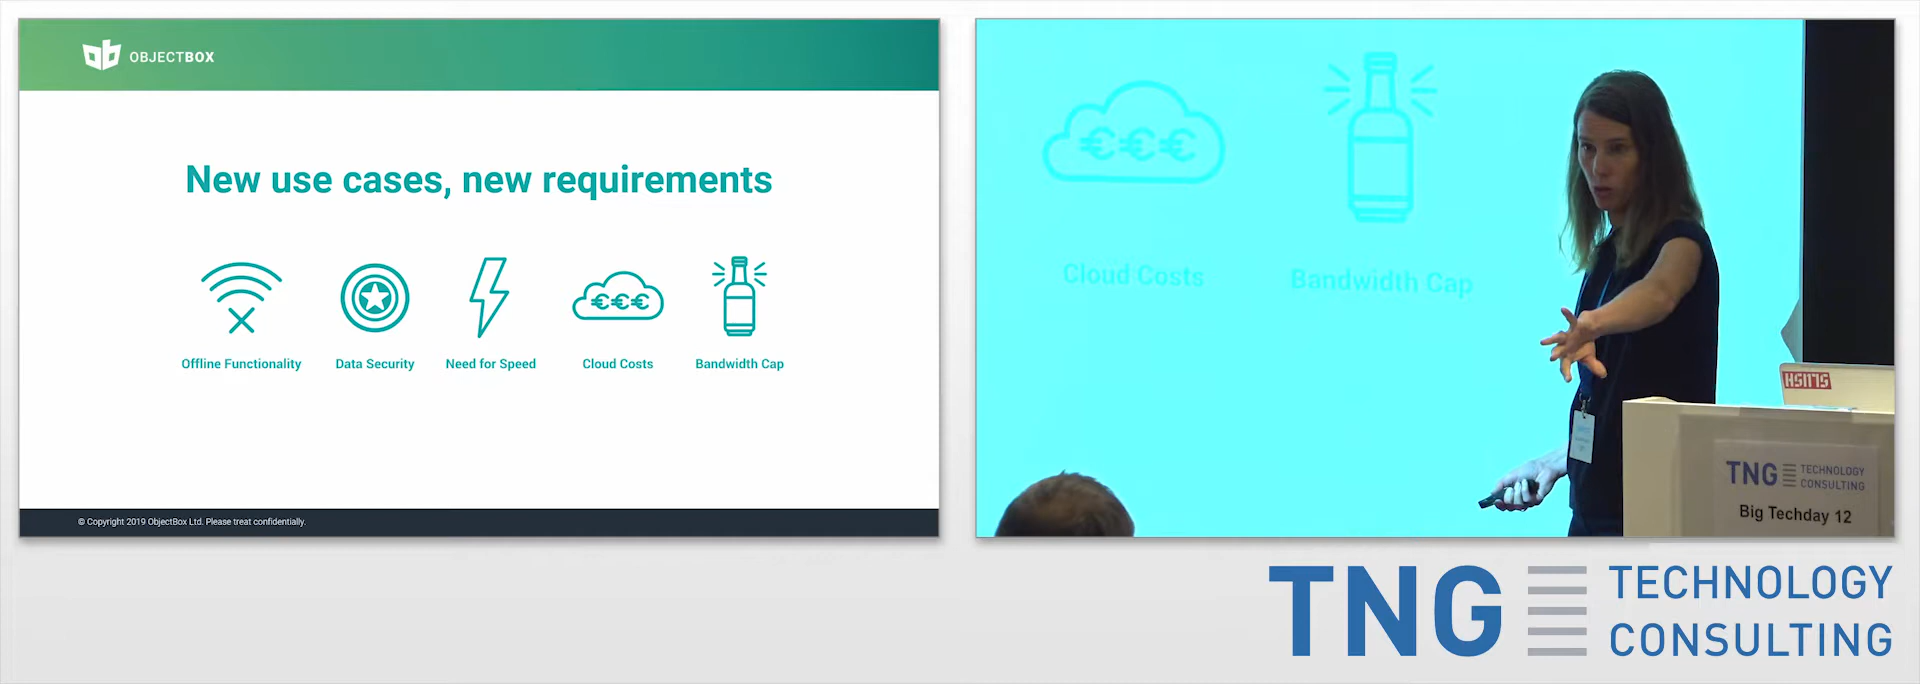 OBJECTBOX
New use cases, new requirements
€€€
Offline Functionality
Data Security
Need for Speed
Cloud Costs
Bandwidth Cap
© Copyright 2019 ObjectBox Ltd. Please treat confidentially.
€€€
Cloud Costs
Bandwidth Cap
TNG TECHNOLOGY
CONSULTING
Big Techday 12
TNG TECHNOLOGY
CONSULTING